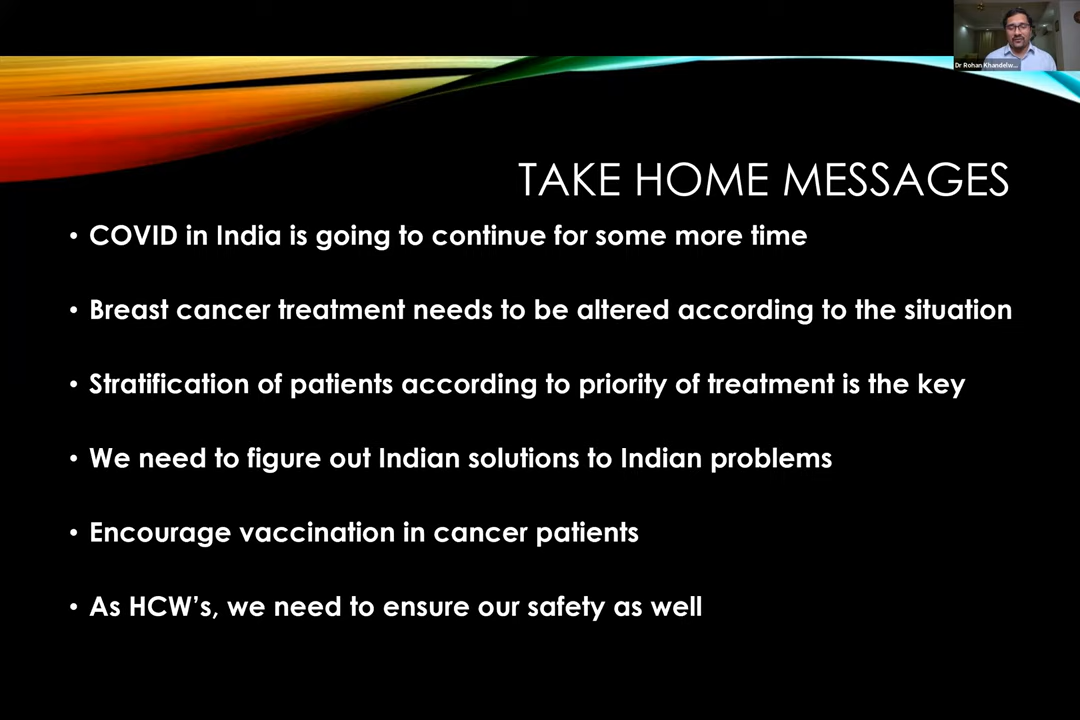 Dr Rohan Khandelw...
TAKE HOME MESSAGES
• COVID in India is going to continue for some more time
• Breast cancer treatment needs to be altered according to the situation
• Stratification of patients according to priority of treatment is the key
• We need to figure out Indian solutions to Indian problems
• Encourage vaccination in cancer patients
• As HCW’s, we need to ensure our safety as well